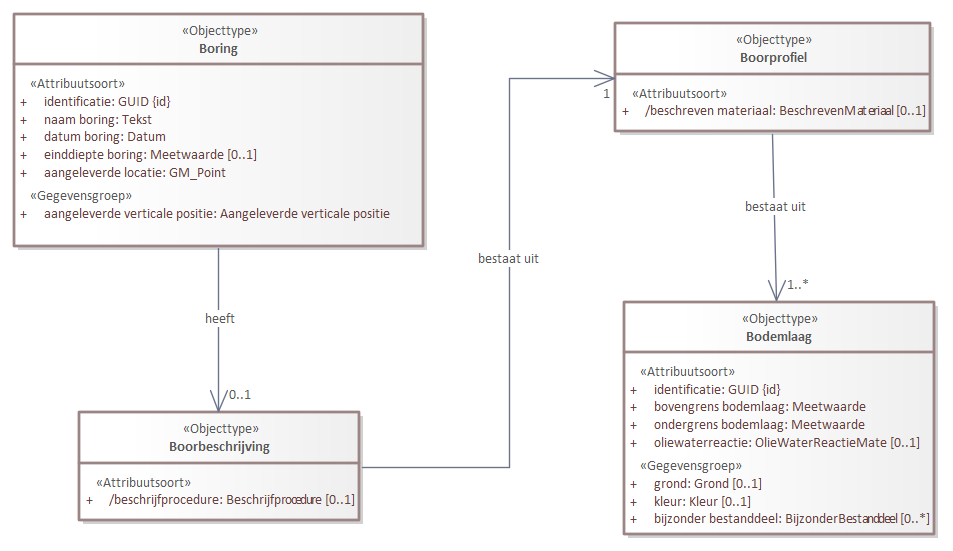 «Objecttype»
Boring
«Attribuutsoort»
+ identificatie: GUID {id}
+ naam boring: Tekst
+ datum boring: Datum
+ einddiepte boring: Meetwaarde [0..1]
+ aangeleverde locatie: GM_Point
«Gegevensgroep»
+ aangeleverde verticale positie: Aangeleverde verticale positie
heeft
0..1
«Objecttype»
Boorbeschrijving
«Attribuutsoort»
+ /beschrijfprocedure: Beschrijfprocedure [0..1]
bestaat uit
1
«Objecttype»
Boorprofiel
«Attribuutsoort»
+ /beschreven materiaal: BeschrevenMateriaal [0..1]
bestaat uit
1..*
«Objecttype»
Bodemlaag
«Attribuutsoort»
+ identificatie: GUID {id}
+ bovengrens bodemlaag: Meetwaarde
+ ondergrens bodemlaag: Meetwaarde
+ oliewaterreactie: OlieWaterReactieMate [0..1]
«Gegevensgroep»
+ grond: Grond [0..1]
+ kleur: Kleur [0..1]
+ bijzonder bestanddeel: BijzonderBestanddeel [0..*]